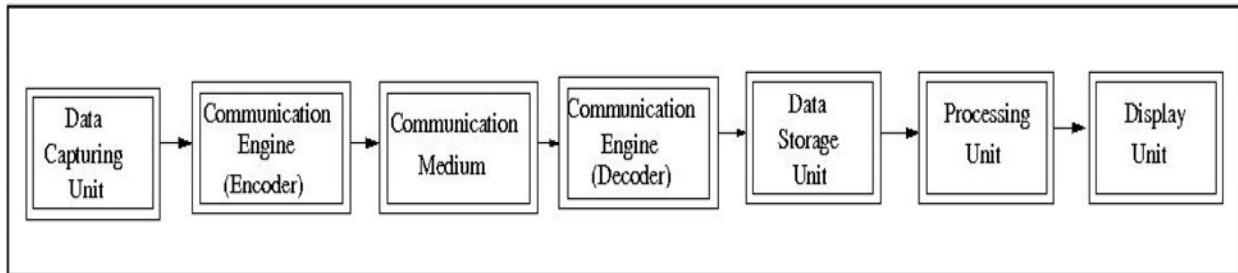 Data
Capturing
Unit
Communication
Engine
(Encoder)
Communication
Medium
Communication
Engine
(Decoder)
Data
Storage
Unit
Processing
Unit
Display
Unit